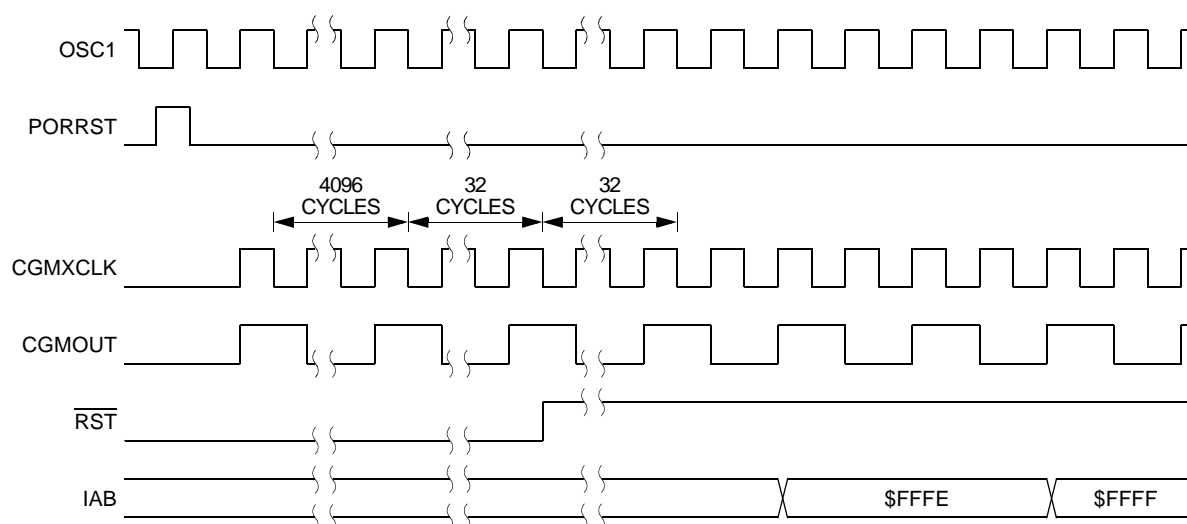 OSC1
PORRST
4096
CYCLES
32
CYCLES
32
CYCLES
CGMXCLK
CGMOUT
RST
IAB
$FFFE
$FFFF